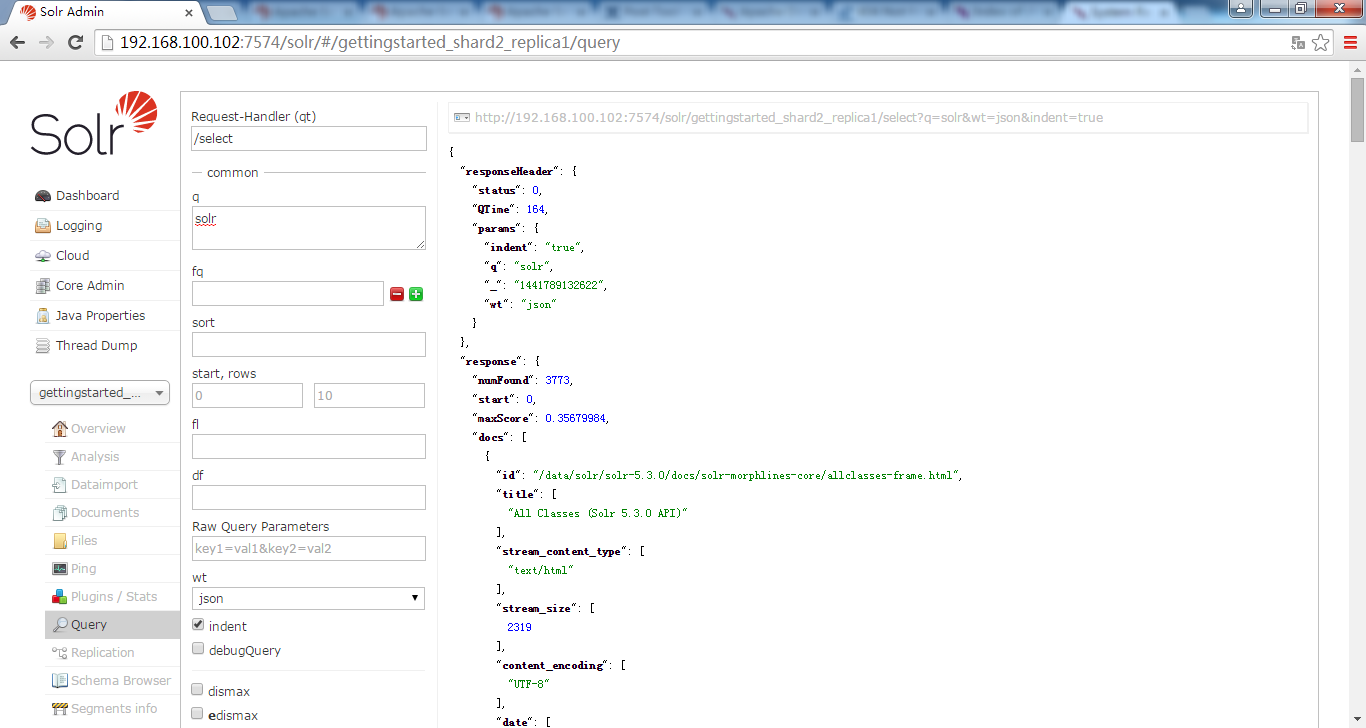 Solr Admin
192.168.100.102:7574/solr/#/gettingstarted_shard2_replica1/query
Solr
Dashboard
Logging
Cloud
Core Admin
Java Properties
Thread Dump
gettingstarted_...
Overview
Analysis
Dataimport
Documents
Files
Ping
Plugins / Stats
Query
Replication
Schema Browser
Segments info
Request-Handler (qt)
/select
common
q
solr
fq
sort
start, rows
0 10
fl
df
Raw Query Parameters
key1=val1&key2=val2
wt
json
indent
debugQuery
dismax
edismax
http://192.168.100.102:7574/solr/gettingstarted_shard2_replica1/select?q=solr&wt=json&indent=true
{
"responseHeader": {
"status": 0,
"QTime": 164,
"params": {
"indent": "true",
"q": "solr",
"_": "1441789132622",
"wt": "json"
}
},
"response": {
"numFound": 3773,
"start": 0,
"maxScore": 0.35679984,
"docs": [
{
"id": "/data/solr/solr-5.3.0/docs/solr-morphlines-core/allclasses-frame.html",
"title": [
"All Classes (Solr 5.3.0 API)"
],
"stream_content_type": [
"text/html"
],
"stream_size": [
2319
],
"content_encoding": [
"UTF-8"
],
"date": [